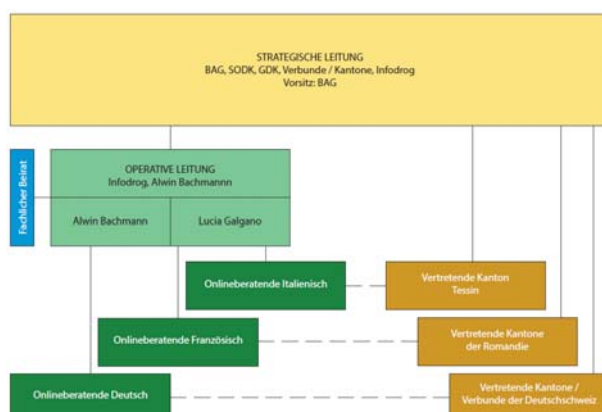 STRATEGISCHE LEITUNG
BAG, SODK, GDK, Verbunde / Kantone, Infodrog
Vorsitz: BAG
Fachlicher Beirat
OPERATIVE LEITUNG
Infodrog, Alwin Bachmannn
Alwin Bachmann
Lucia Galgano
Onlineberatende Italienisch
Vertretende Kanton
Tessin
Onlineberatende Französisch
Vertretende Kantone
der Romandie
Onlineberatende Deutsch
Vertretende Kantone /
Verbunde der Deutschschweiz